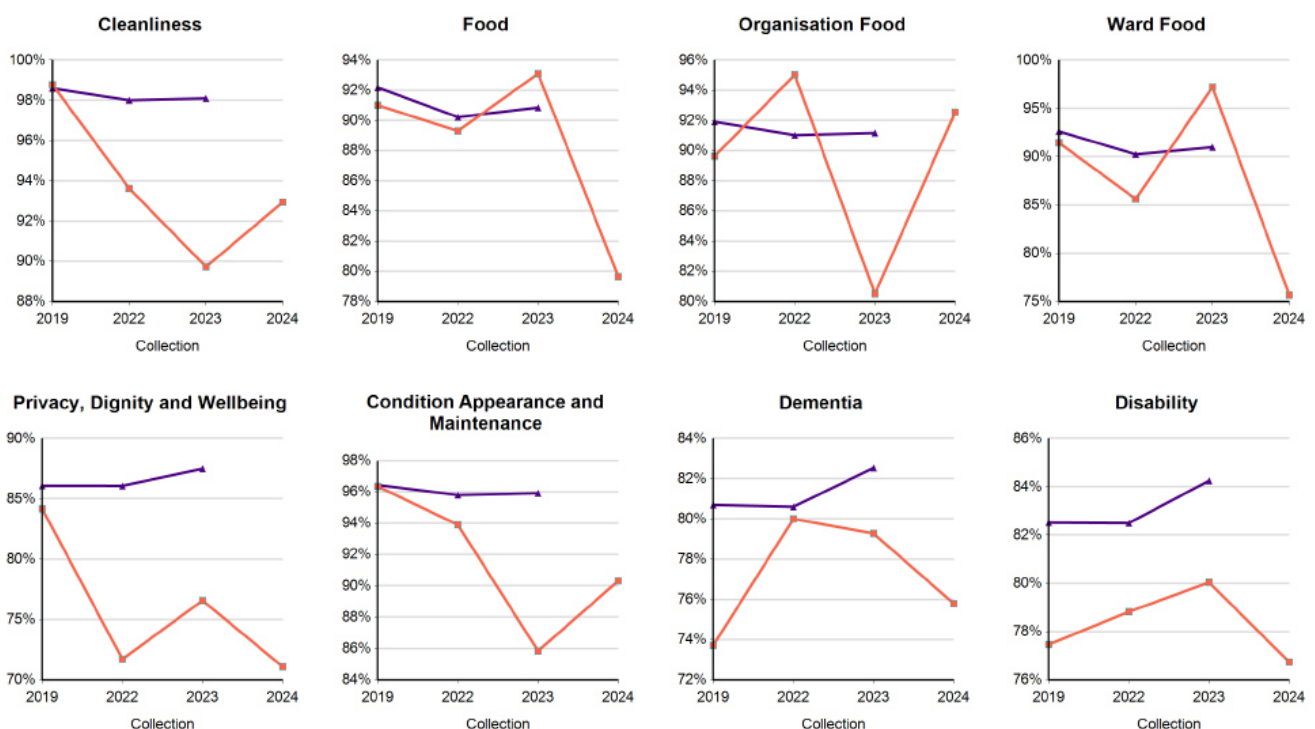 Cleanliness
100%
98%
96%
94%
92%
90%
88%
2019 2022 2023 2024
Collection
Food
94%
92%
90%
88%
86%
84%
82%
80%
78%
2019 2022 2023 2024
Collection
Organisation Food
96%
94%
92%
90%
88%
86%
84%
82%
80%
2019 2022 2023 2024
Collection
Ward Food
100%
95%
90%
85%
80%
75%
2019 2022 2023 2024
Collection
Privacy, Dignity and Wellbeing
90%
85%
80%
75%
70%
2019 2022 2023 2024
Collection
Condition Appearance and
Maintenance
98%
96%
94%
92%
90%
88%
86%
84%
2019 2022 2023 2024
Collection
Dementia
84%
82%
80%
78%
76%
74%
72%
2019 2022 2023 2024
Collection
Disability
86%
84%
82%
80%
78%
76%
2019 2022 2023 2024
Collection